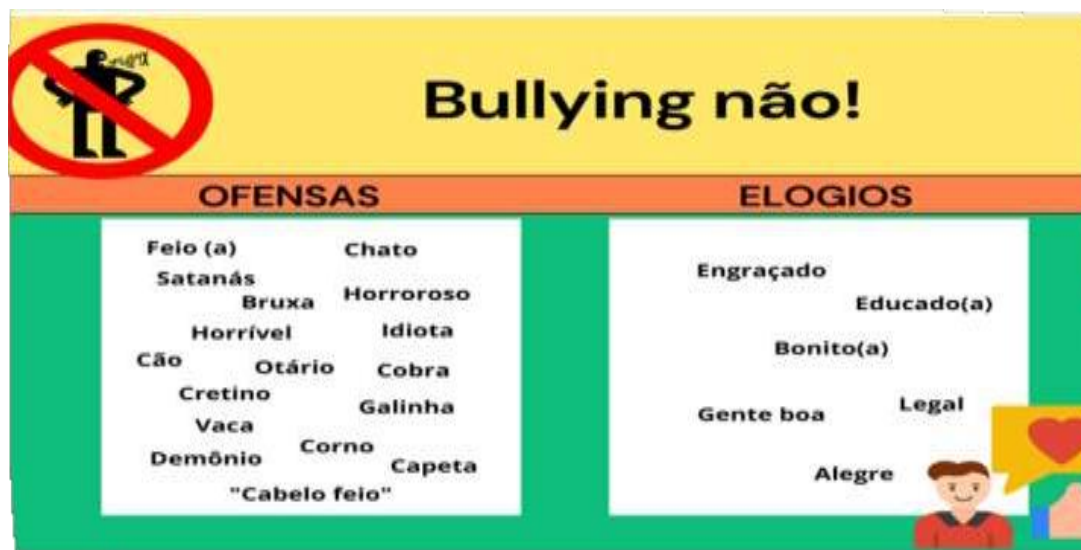 Bullying não!
OFENSAS
Feio (a)
Chato
Satanás
Bruxa
Horroroso
Horrível
Idiota
Cão
Otário
Cobra
Cretino
Galinha
Vaca
Corno
Demônio
Capeta
"Cabelo feio"
ELOGIOS
Engraçado
Educado(a)
Bonito(a)
Gente boa
Legal
Alegre